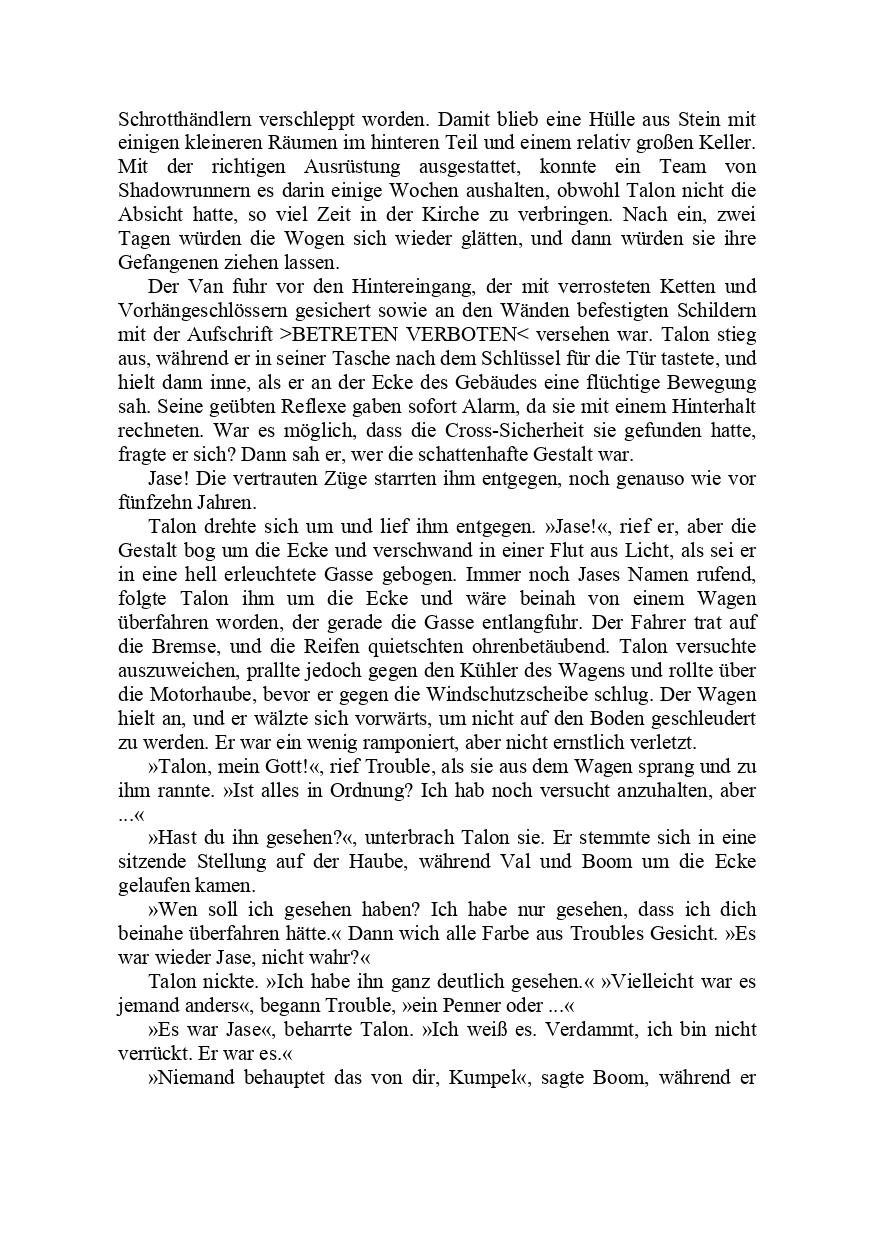 Schrotthändlern verschleppt worden. Damit blieb eine Hülle aus Stein mit
einigen kleineren Räumen im hinteren Teil und einem relativ großen Keller.
Mit der richtigen Ausrüstung ausgestattet, konnte ein Team von
Shadowrunnern es darin einige Wochen aushalten, obwohl Talon nicht die
Absicht hatte, so viel Zeit in der Kirche zu verbringen. Nach ein, zwei
Tagen würden die Wogen sich wieder glätten, und dann würden sie ihre
Gefangenen ziehen lassen.
Der Van fuhr vor den Hintereingang, der mit verrosteten Ketten und
Vorhängeschlössern gesichert sowie an den Wänden befestigten Schildern
mit der Aufschrift >BETRETEN VERBOTEN< versehen war. Talon stieg
aus, während er in seiner Tasche nach dem Schlüssel für die Tür tastete, und
hielt dann inne, als er an der Ecke des Gebäudes eine flüchtige Bewegung
sah. Seine geübten Reflexe gaben sofort Alarm, da sie mit einem Hinterhalt
rechneten. War es möglich, dass die Cross-Sicherheit sie gefunden hatte,
fragte er sich? Dann sah er, wer die schattenhafte Gestalt war.
Jase! Die vertrauten Züge starrten ihm entgegen, noch genauso wie vor
fünfzehn Jahren.
Talon drehte sich um und lief ihm entgegen. »Jase!«, rief er, aber die
Gestalt bog um die Ecke und verschwand in einer Flut aus Licht, als sei er
in eine hell erleuchtete Gasse gebogen. Immer noch Jases Namen rufend,
folgte Talon ihm um die Ecke und wäre beinah von einem Wagen
überfahren worden, der gerade die Gasse entlangfuhr. Der Fahrer trat auf
die Bremse, und die Reifen quietschten ohrenbetäubend. Talon versuchte
auszuweichen, prallte jedoch gegen den Kühler des Wagens und rollte über
die Motorhaube, bevor er gegen die Windschutzscheibe schlug. Der Wagen
hielt an, und er wälzte sich vorwärts, um nicht auf den Boden geschleudert
zu werden. Er war ein wenig ramponiert, aber nicht ernstlich verletzt.
»Talon, mein Gott!«, rief Trouble, als sie aus dem Wagen sprang und zu
ihm rannte. »Ist alles in Ordnung? Ich hab noch versucht anzuhalten, aber
...«
»Hast du ihn gesehen?«, unterbrach Talon sie. Er stemmte sich in eine
sitzende Stellung auf der Haube, während Val und Boom um die Ecke
gelaufen kamen.
»Wen soll ich gesehen haben? Ich habe nur gesehen, dass ich dich
beinahe überfahren hätte.« Dann wich alle Farbe aus Troubles Gesicht. »Es
war wieder Jase, nicht wahr?«
Talon nickte. »Ich habe ihn ganz deutlich gesehen.« »Vielleicht war es
jemand anders«, begann Trouble, »ein Penner oder ...«
»Es war Jase«, beharrte Talon. »Ich weiß es. Verdammt, ich bin nicht
verrückt. Er war es.«
»Niemand behauptet das von dir, Kumpel«, sagte Boom, während er